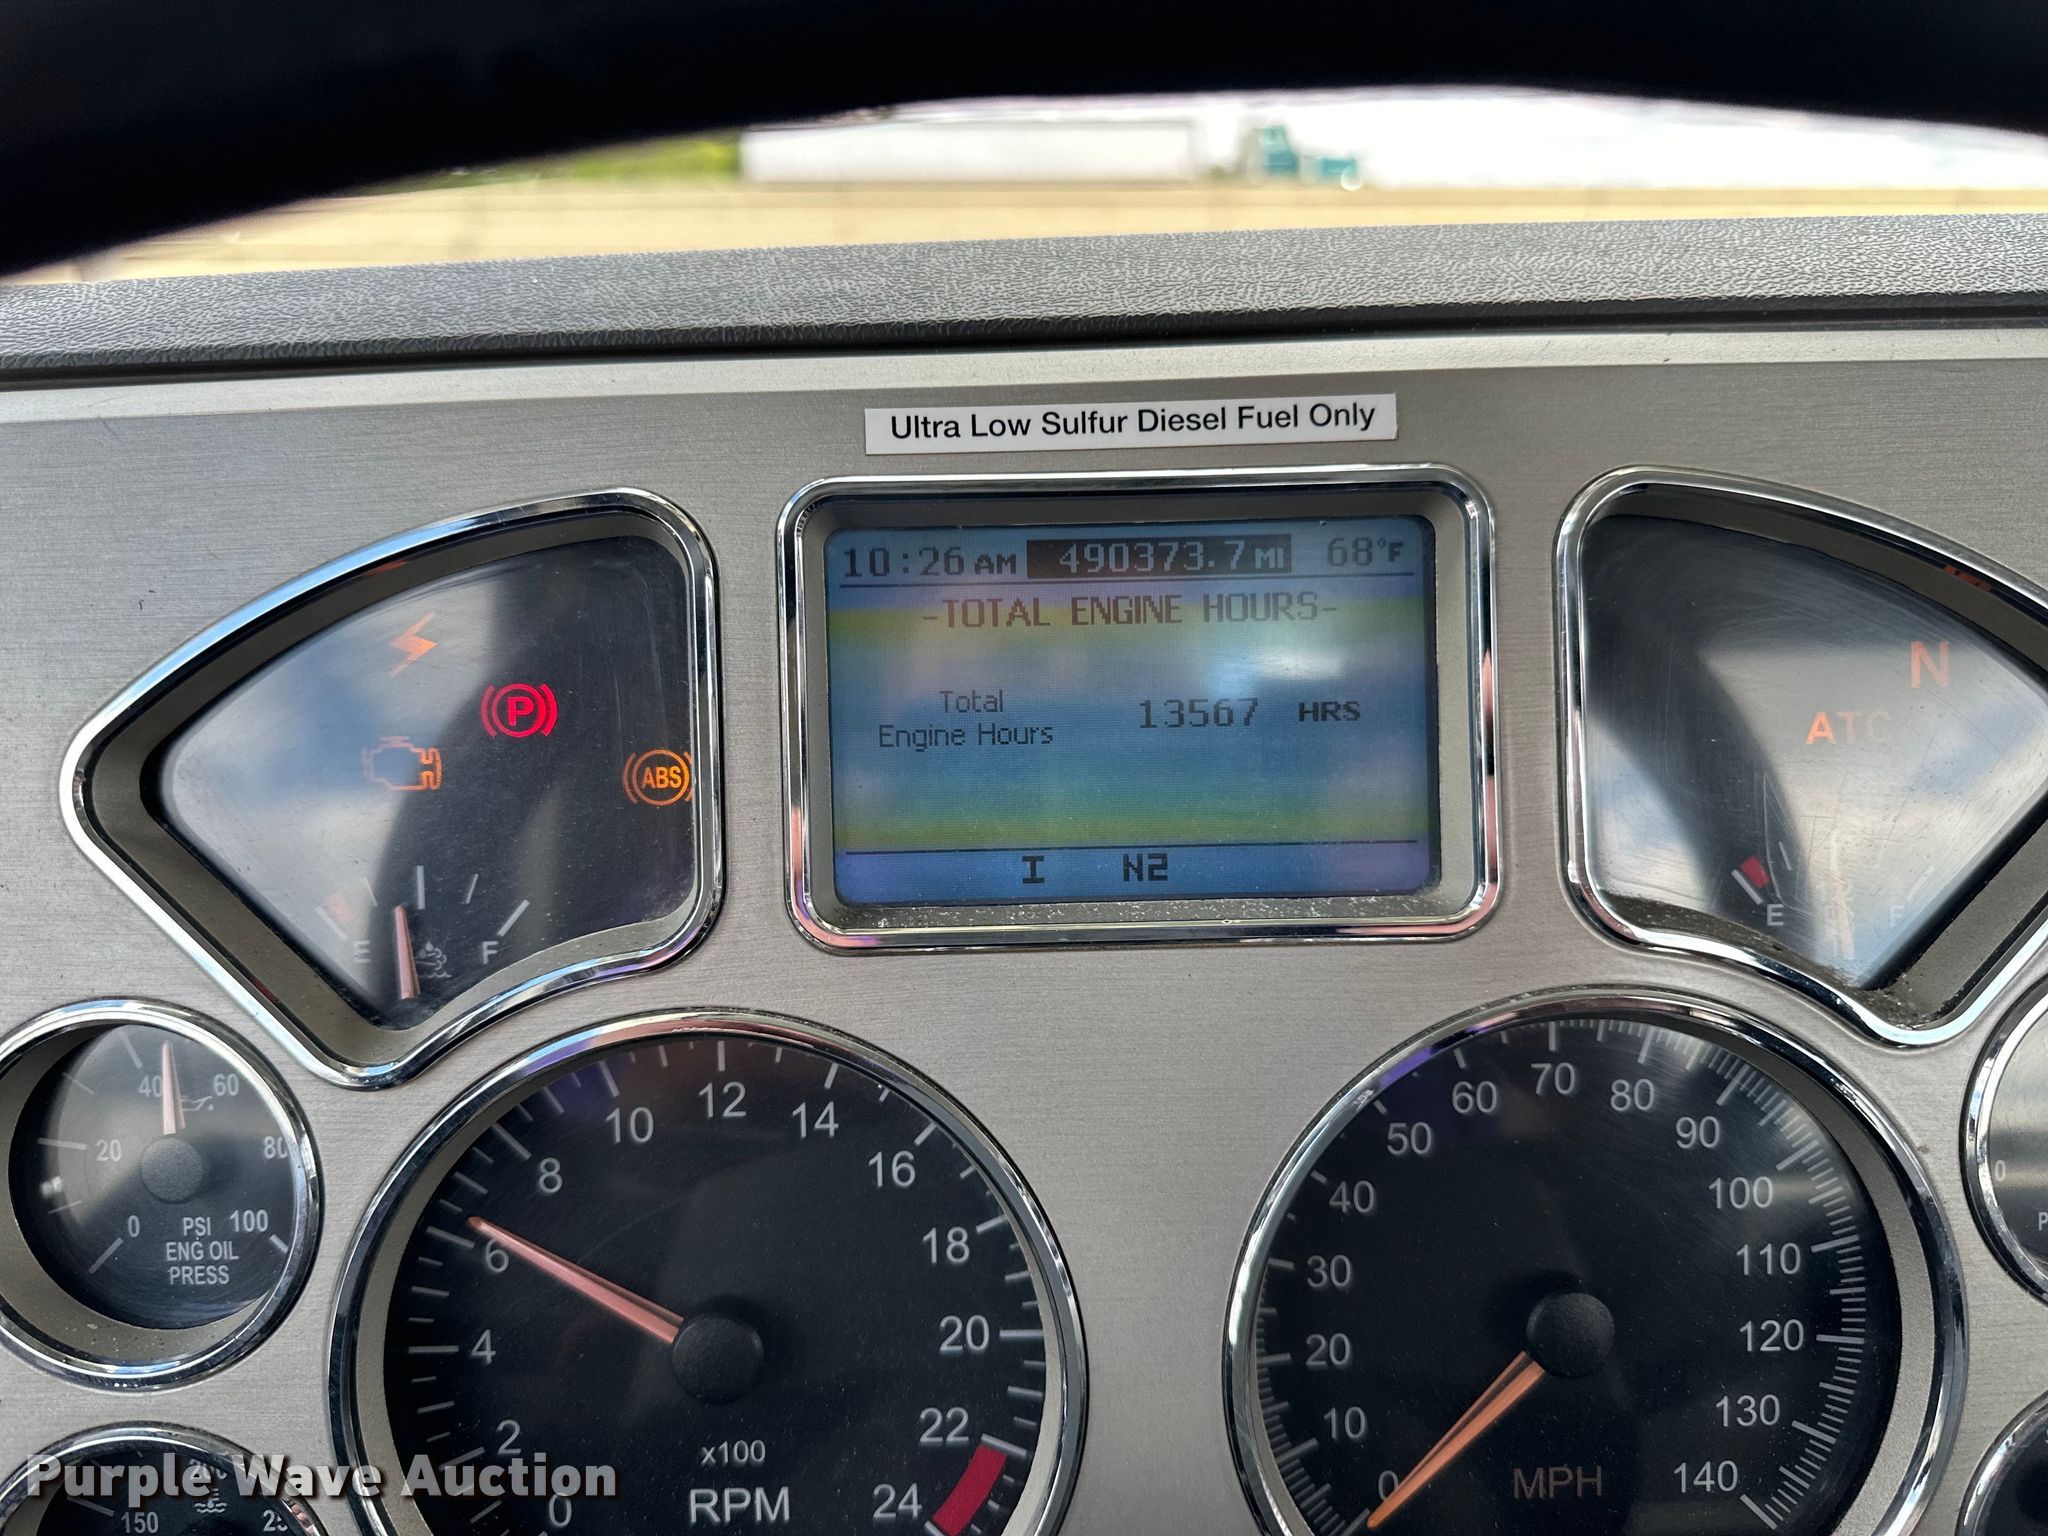 Ultra Low Sulfur Diesel Fuel Only
10:26 AM 490373.7 MI 68°F
-TOTAL ENGINE HOURS-
Total
Engine Hours 13567 HRS
I N2
P
ABS
E F
N
ATC
E F
0 20 40 60 80 100
PSI
ENG OIL
PRESS
0 2 4 6 8 10 12 14 16 18 20 22 24
x100
RPM
0 10 20 30 40 50 60 70 80 90 100 110 120 130 140
MPH
150
Purple Wave Auction